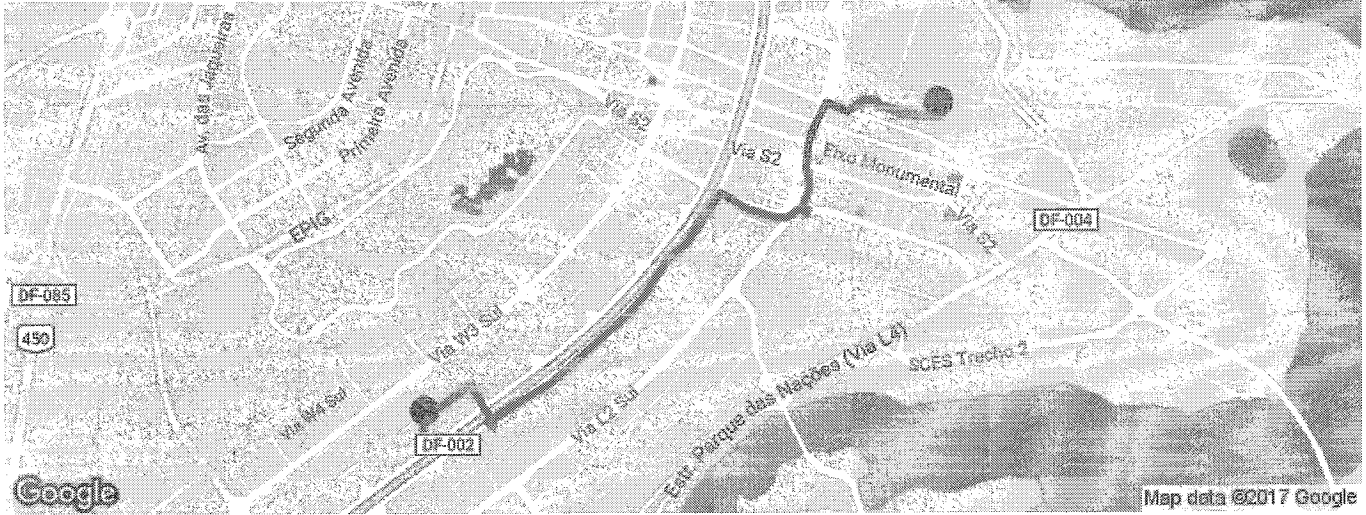 Av. das Jaqueiras
Segunda Avenida
Primeira Avenida
Via S2
Via S2
Eixo Monumental
EPIG
DF-004
Via S2
DF-085
450
Via W3 Sul
Estr. Parque das Nações (Via L4)
SCES Trecho 2
Via W4 Sul
Via L2 Sul
DF-002
Google
Map data ©2017 Google